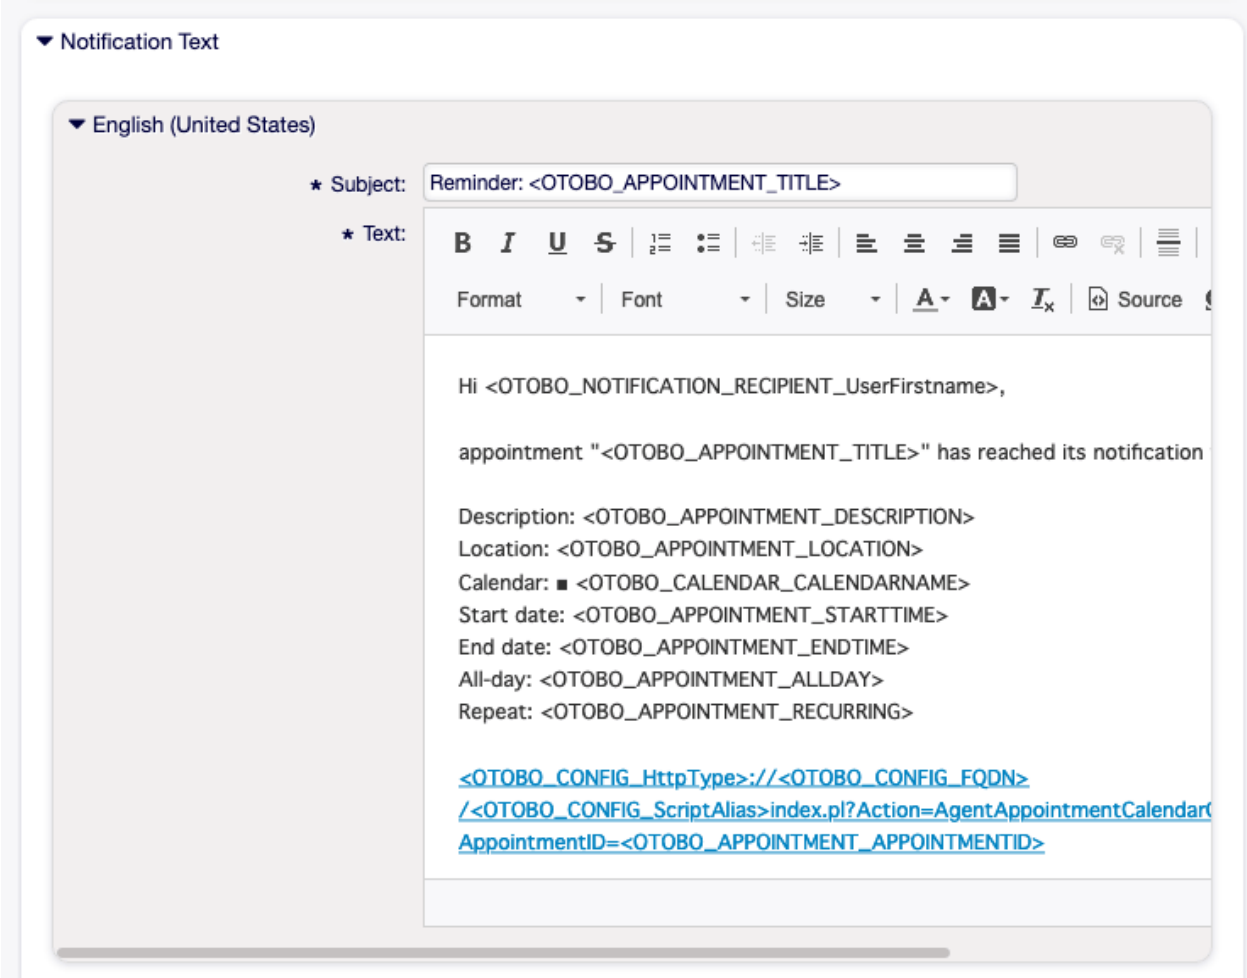 Notification Text
English (United States)
* Subject: Reminder: <OTOBO_APPOINTMENT_TITLE>
* Text:
B I U S
Format Font Size A A Tx Source
Hi <OTOBO_NOTIFICATION_RECIPIENT_UserFirstname>,
appointment "<OTOBO_APPOINTMENT_TITLE>" has reached its notification
Description: <OTOBO_APPOINTMENT_DESCRIPTION>
Location: <OTOBO_APPOINTMENT_LOCATION>
Calendar: ■ <OTOBO_CALENDAR_CALENDARNAME>
Start date: <OTOBO_APPOINTMENT_STARTTIME>
End date: <OTOBO_APPOINTMENT_ENDTIME>
All-day: <OTOBO_APPOINTMENT_ALLDAY>
Repeat: <OTOBO_APPOINTMENT_RECURRING>
<OTOBO_CONFIG_HttpType>://<OTOBO_CONFIG_FQDN>
/<OTOBO_CONFIG_ScriptAlias>index.pl?Action=AgentAppointmentCalendar
AppointmentID=<OTOBO_APPOINTMENT_APPOINTMENTID>